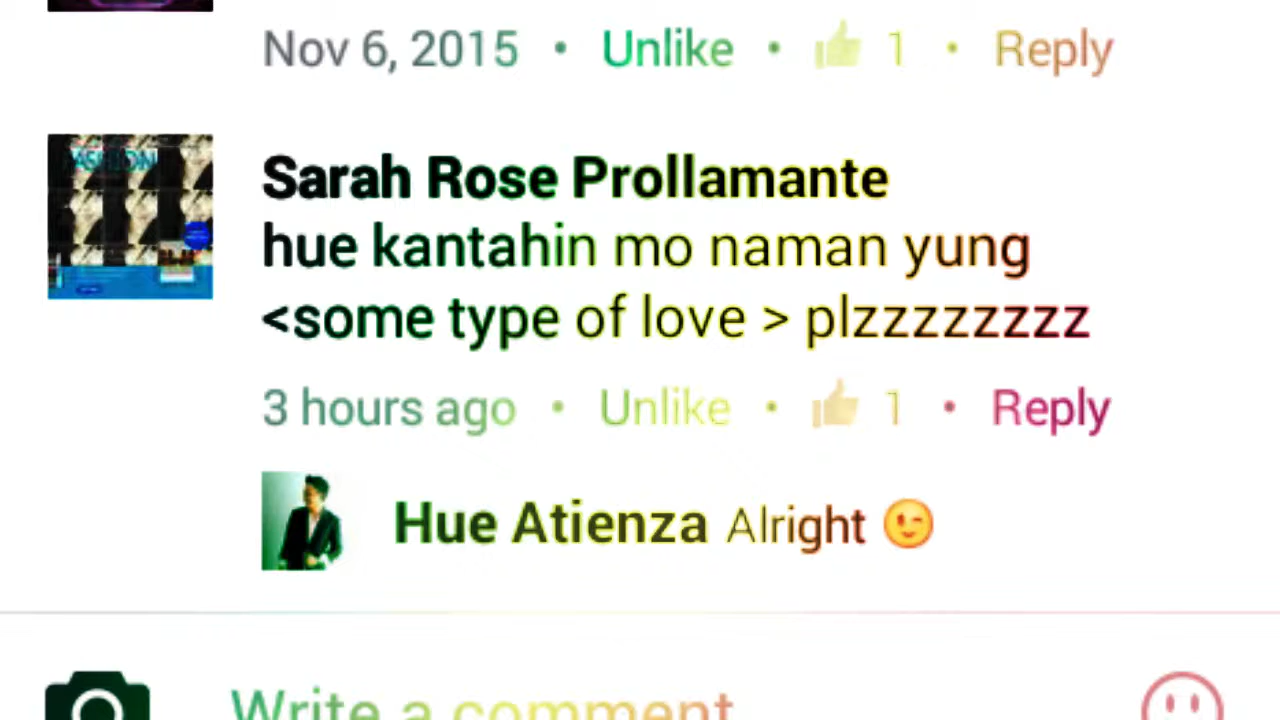 Nov 6, 2015 • Unlike • 1 • Reply
Sarah Rose Prollamante
hue kantahin mo naman yung
<some type of love > plzzzzzzzz
3 hours ago • Unlike • 1 • Reply
Hue Atienza Alright 😉
Write a comment